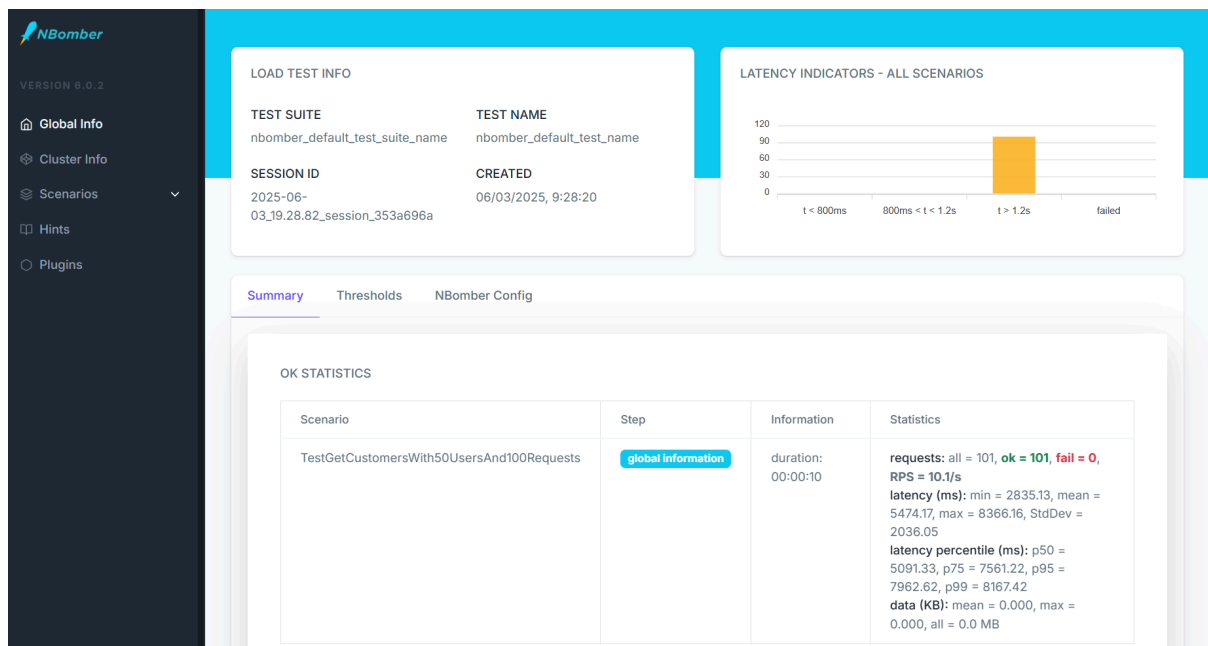 NBomber
VERSION 6.0.2
Global Info
Cluster Info
Scenarios
Hints
Plugins
LOAD TEST INFO
TEST SUITE
nbomber_default_test_suite_name
TEST NAME
nbomber_default_test_name
SESSION ID
2025-06-
03_19.28.82_session_353a696a
CREATED
06/03/2025, 9:28:20
LATENCY INDICATORS - ALL SCENARIOS
120
90
60
30
0
t < 800ms
800ms < t < 1.2s
t > 1.2s
failed
Summary
Thresholds
NBomber Config
OK STATISTICS
Scenario
Step
Information
Statistics
TestGetCustomersWith50UsersAnd100Requests
global information
duration:
00:00:10
requests: all = 101, ok = 101, fail = 0,
RPS = 10.1/s
latency (ms): min = 2835.13, mean =
5474.17, max = 8366.16, StdDev =
2036.05
latency percentile (ms): p50 =
5091.33, p75 = 7561.22, p95 =
7962.62, p99 = 8167.42
data (KB): mean = 0.000, max =
0.000, all = 0.0 MB